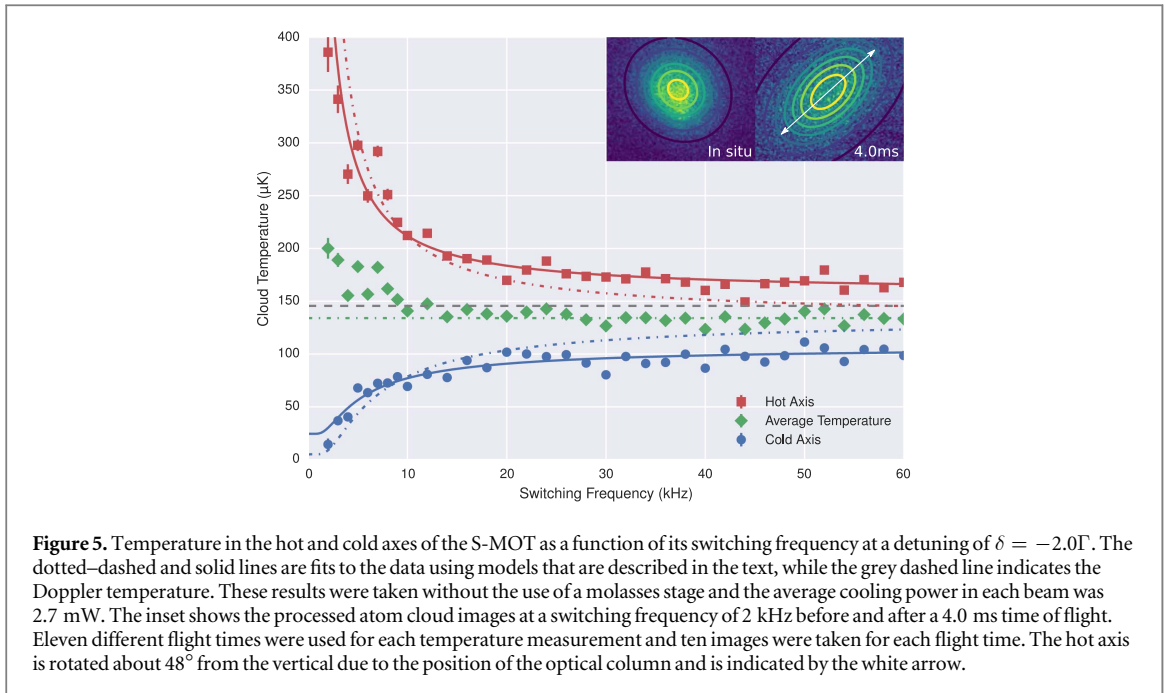 400
350
300
250
200
150
100
50
0
Cloud Temperature (μK)
In situ
4.0ms
Hot Axis
Average Temperature
Cold Axis
0 10 20 30 40 50 60
Switching Frequency (kHz)
Figure 5. Temperature in the hot and cold axes of the S-MOT as a function of its switching frequency at a detuning of δ = −2.0Γ. The
dotted–dashed and solid lines are fits to the data using models that are described in the text, while the grey dashed line indicates the
Doppler temperature. These results were taken without the use of a molasses stage and the average cooling power in each beam was
2.7 mW. The inset shows the processed atom cloud images at a switching frequency of 2 kHz before and after a 4.0 ms time of flight.
Eleven different flight times were used for each temperature measurement and ten images were taken for each flight time. The hot axis
is rotated about 48° from the vertical due to the position of the optical column and is indicated by the white arrow.